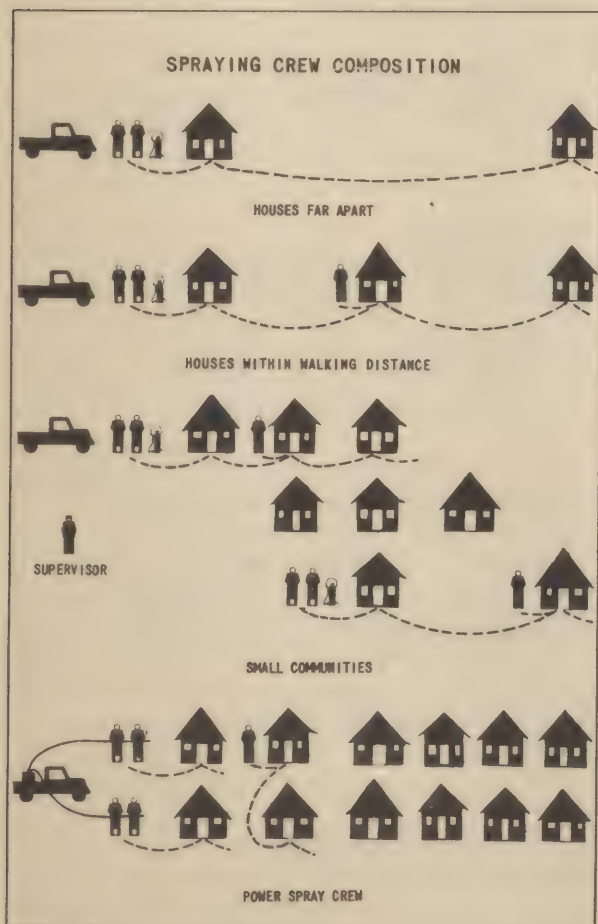 SPRAYING CREW COMPOSITION
HOUSES FAR APART
HOUSES WITHIN WALKING DISTANCE
SUPERVISOR
SMALL COMMUNITIES
POWER SPRAY CREW